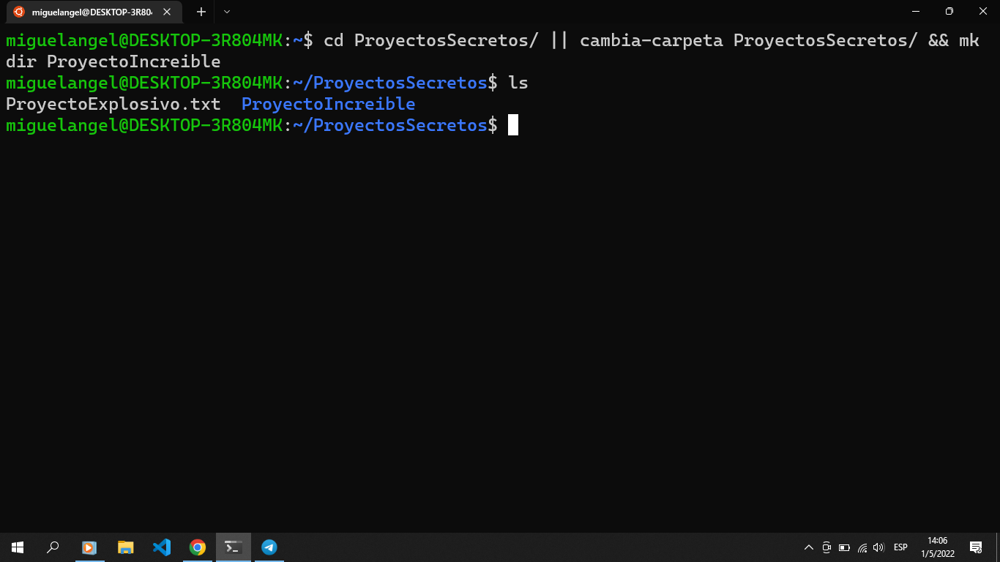 miguelangel@DESKTOP-3R804
miguelangel@DESKTOP-3R804MK:~$ cd ProyectosSecretos/ || cambia-carpeta ProyectosSecretos/ && mk
dir ProyectoIncreible
miguelangel@DESKTOP-3R804MK:~/ProyectosSecretos$ ls
ProyectoExplosivo.txt  ProyectoIncreible
miguelangel@DESKTOP-3R804MK:~/ProyectosSecretos$
ESP
14:06
1/5/2022